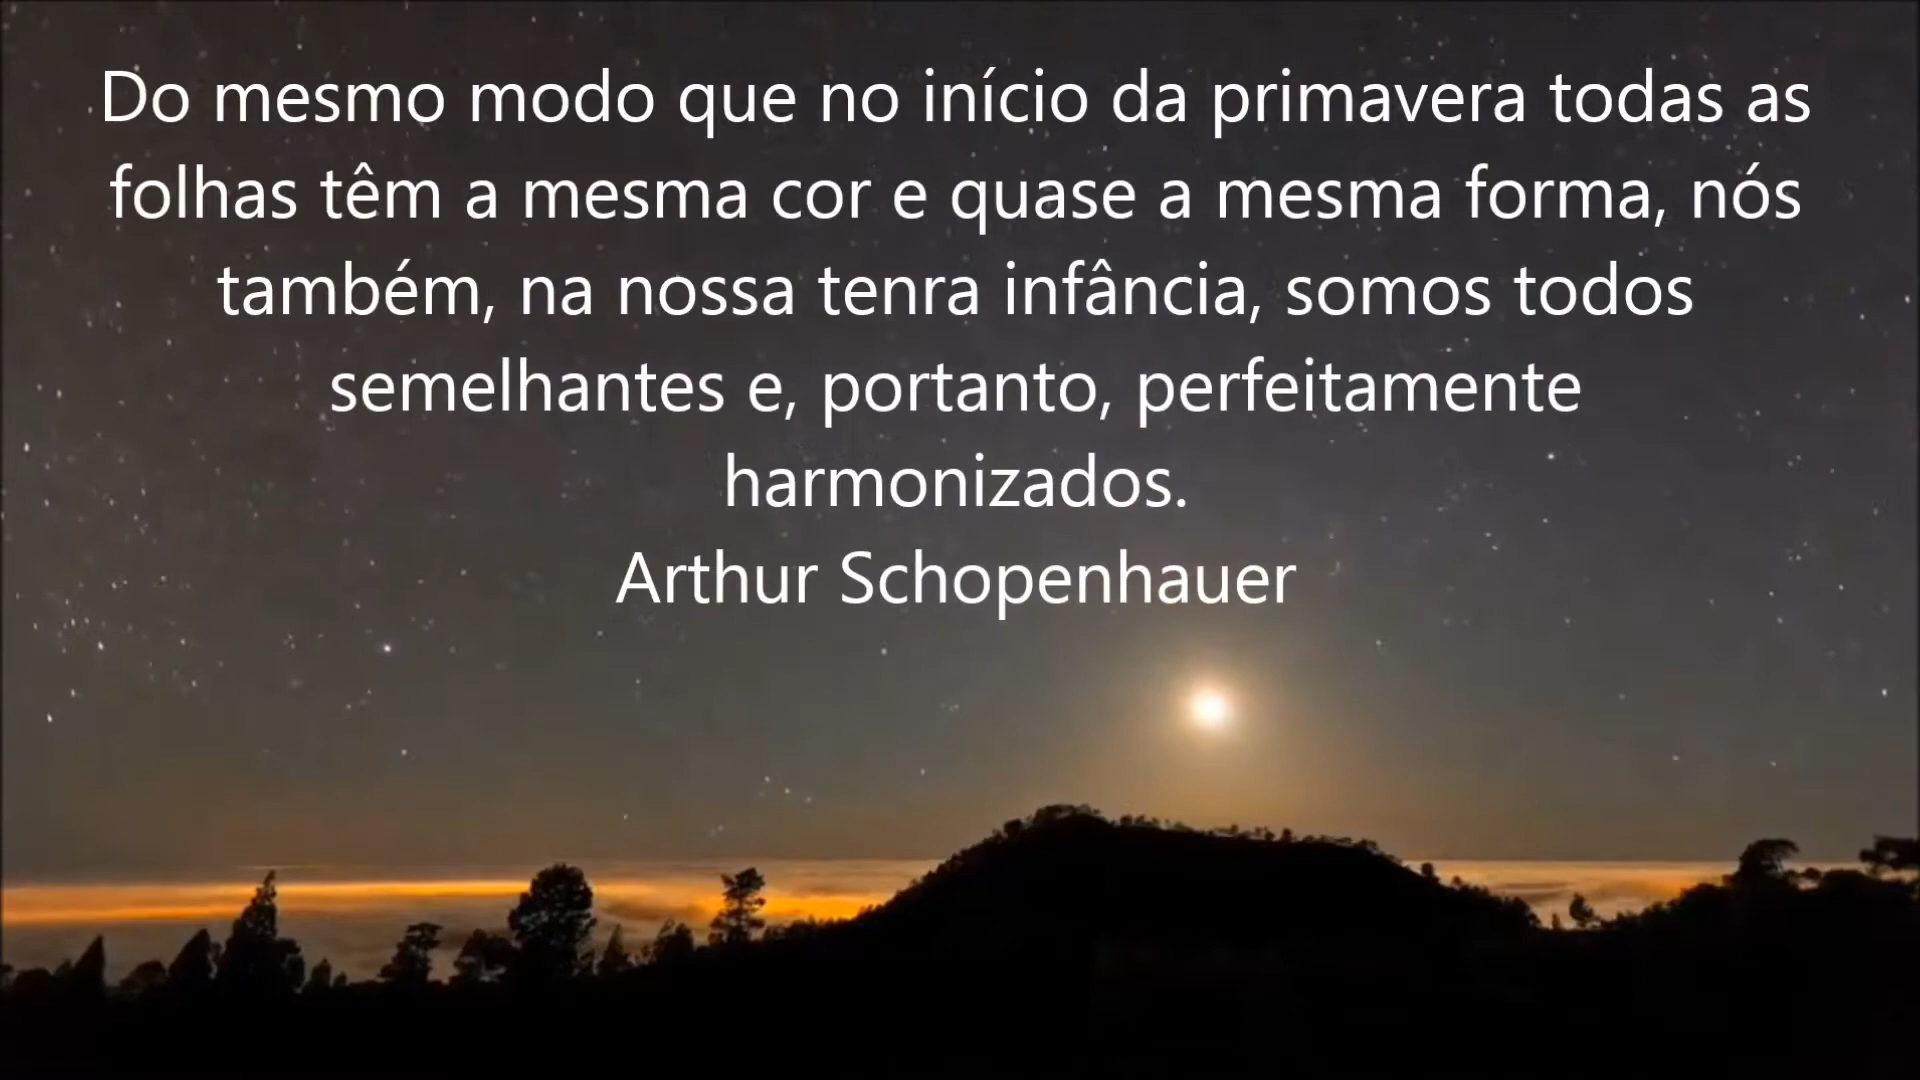 Do mesmo modo que no início da primavera todas as
folhas têm a mesma cor e quase a mesma forma, nós
também, na nossa tenra infância, somos todos
semelhantes e, portanto, perfeitamente
harmonizados.
Arthur Schopenhauer